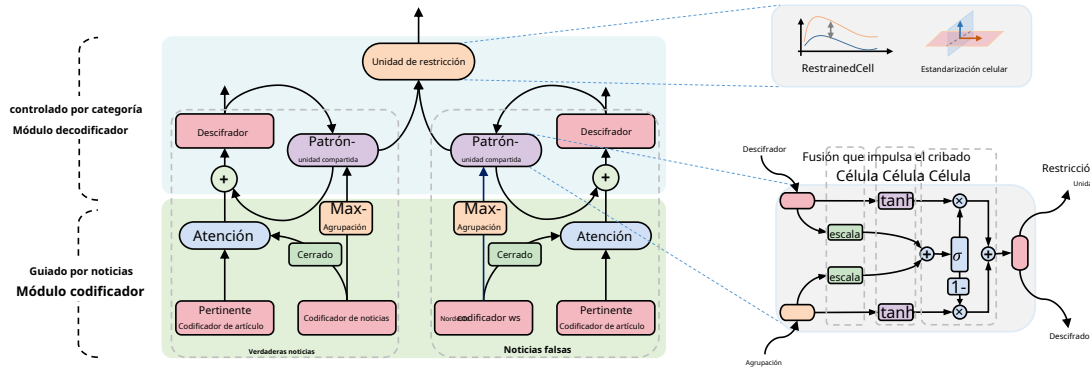 Unidad de restricción
RestrainedCell
Estandarización celular
controlado por categoría
Módulo decodificador
Descifrador
Patrón-
unidad compartida
Patrón-
unidad compartida
Descifrador
+
+
Max-
Agrupación
Max-
Agrupación
Atención
Cerrado
Cerrado
Atención
Guiado por noticias
Módulo codificador
Pertinente
Codificador de artículo
Codificador de noticias
codificador ws
Pertinente
Codificador de artículo
Verdaderas noticias
Noticias falsas
Descifrador
Fusión que impulsa el cribado
Célula Célula Célula
Restricció
Unida
tanh
×
escala
+
σ
+
escala
1-
tanh
×
Agrupación
Descifrado